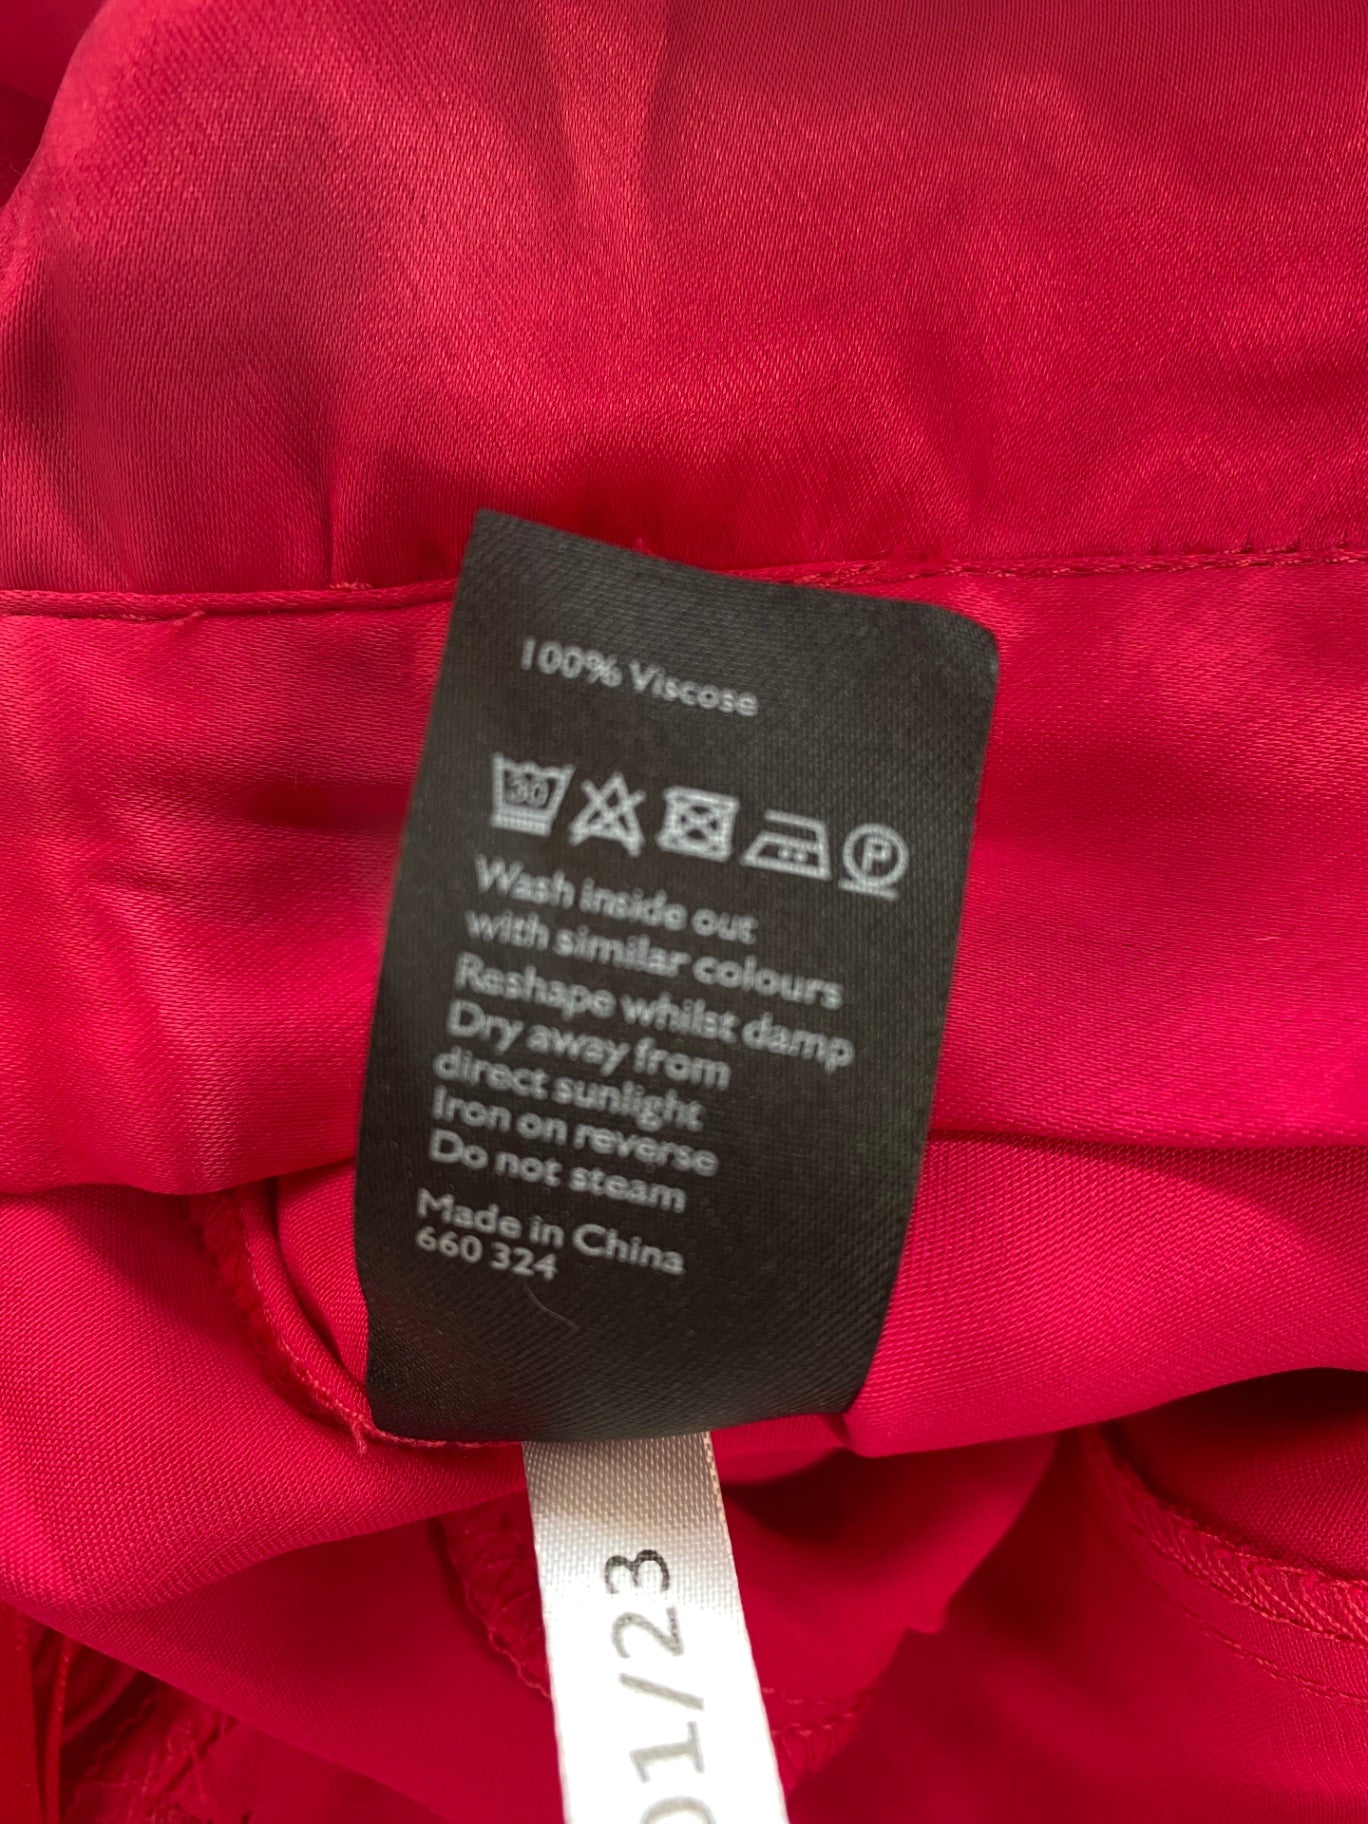 100% Viscose
30
P
Wash inside out
with similar colours
Reshape whilst damp
Dry away from
direct sunlight
Iron on reverse
Do not steam
Made in China
660 324
01/23